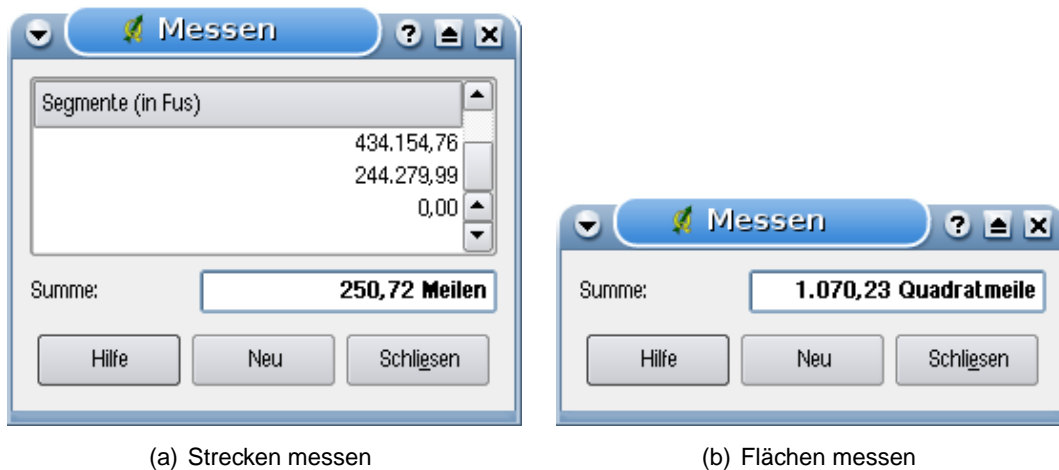 Messen
Segmente (in Fus)
434.154,76
244.279,99
0,00
Summe:
250,72 Meilen
Hilfe
Neu
Schliesen
(a) Strecken messen
Messen
Summe:
1.070,23 Quadratmeile
Hilfe
Neu
Schliesen
(b) Flächen messen